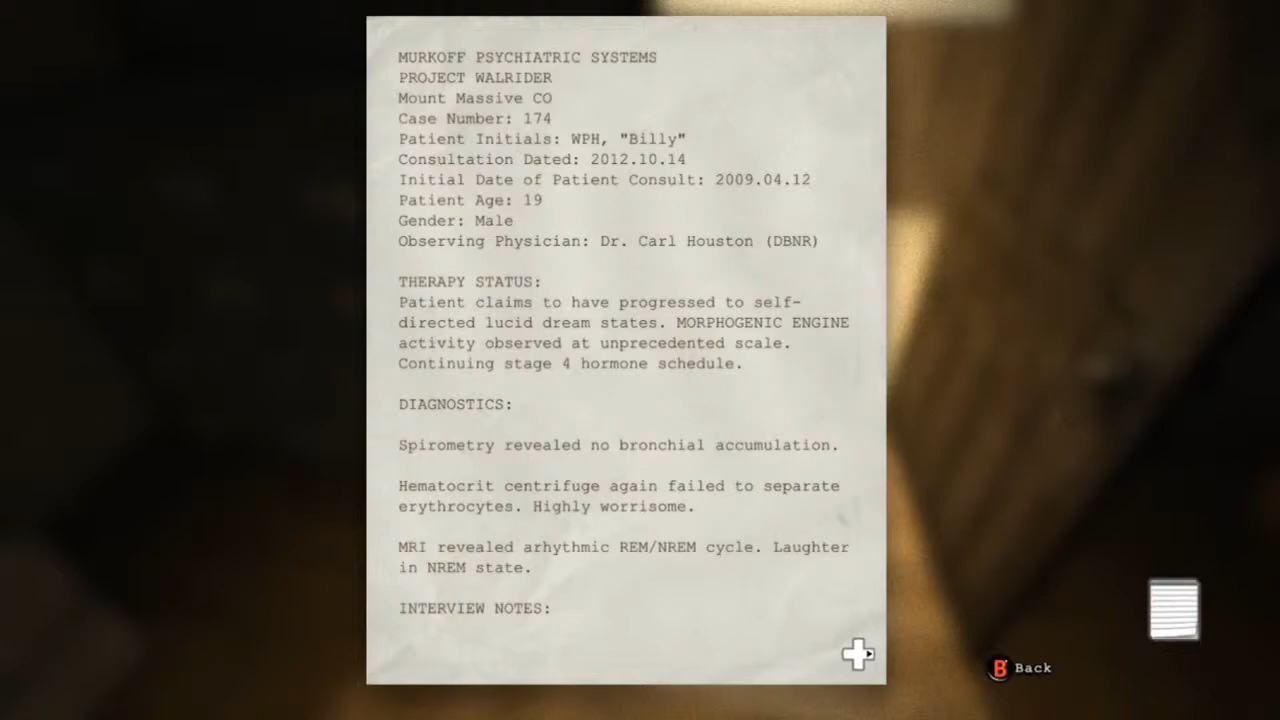 MURKOFF PSYCHIATRIC SYSTEMS
PROJECT WALRIDER
Mount Massive CO
Case Number: 174
Patient Initials: WPH, "Billy"
Consultation Dated: 2012.10.14
Initial Date of Patient Consult: 2009.04.12
Patient Age: 19
Gender: Male
Observing Physician: Dr. Carl Houston (DBNR)
THERAPY STATUS:
Patient claims to have progressed to self-
directed lucid dream states. MORPHOGENIC ENGINE
activity observed at unprecedented scale.
Continuing stage 4 hormone schedule.
DIAGNOSTICS:
Spirometry revealed no bronchial accumulation.
Hematocrit centrifuge again failed to separate
erythrocytes. Highly worrisome.
MRI revealed arhythmic REM/NREM cycle. Laughter
in NREM state.
INTERVIEW NOTES:
B Back